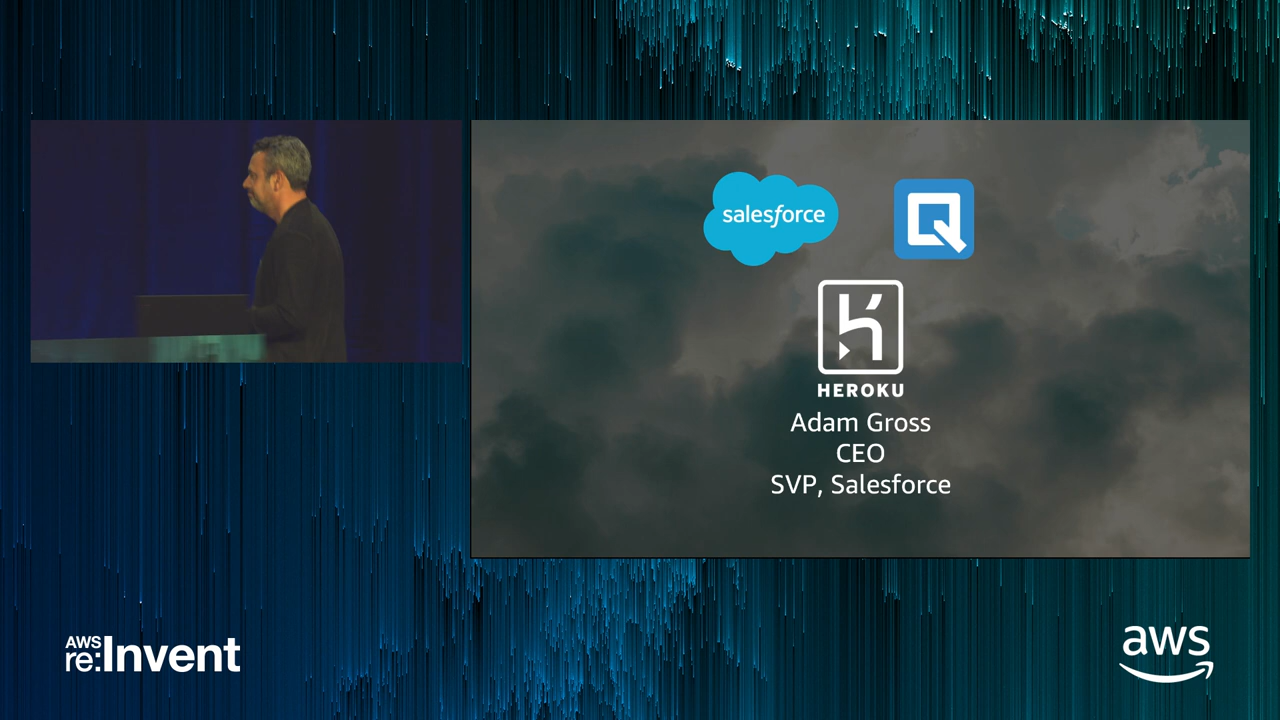 salesforce
HEROKU
Adam Gross
CEO
SVP, Salesforce
AWS
re:Invent
aws